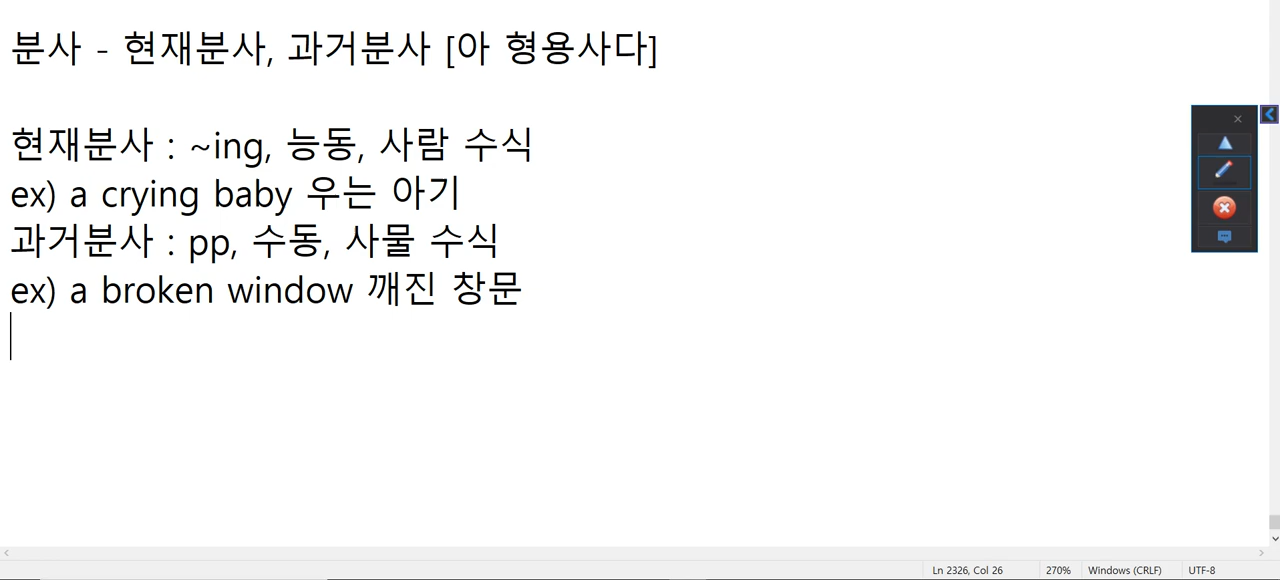 분사 - 현재분사, 과거분사 [아 형용사다]
현재분사 : ~ing, 능동, 사람 수식
ex) a crying baby 우는 아기
과거분사 : pp, 수동, 사물 수식
ex) a broken window 깨진 창문
Ln 2326, Col 26 270% Windows (CRLF) UTF-8